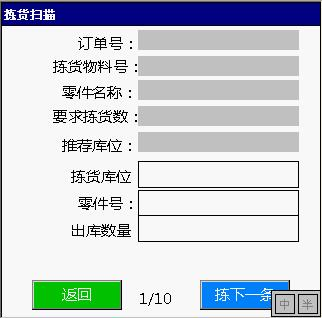 拣货扫描
订单号：
拣货物料号：
零件名称：
要求拣货数：
推荐库位：
拣货库位
零件号：
出库数量
返回 1/10 拣下一条
中 半